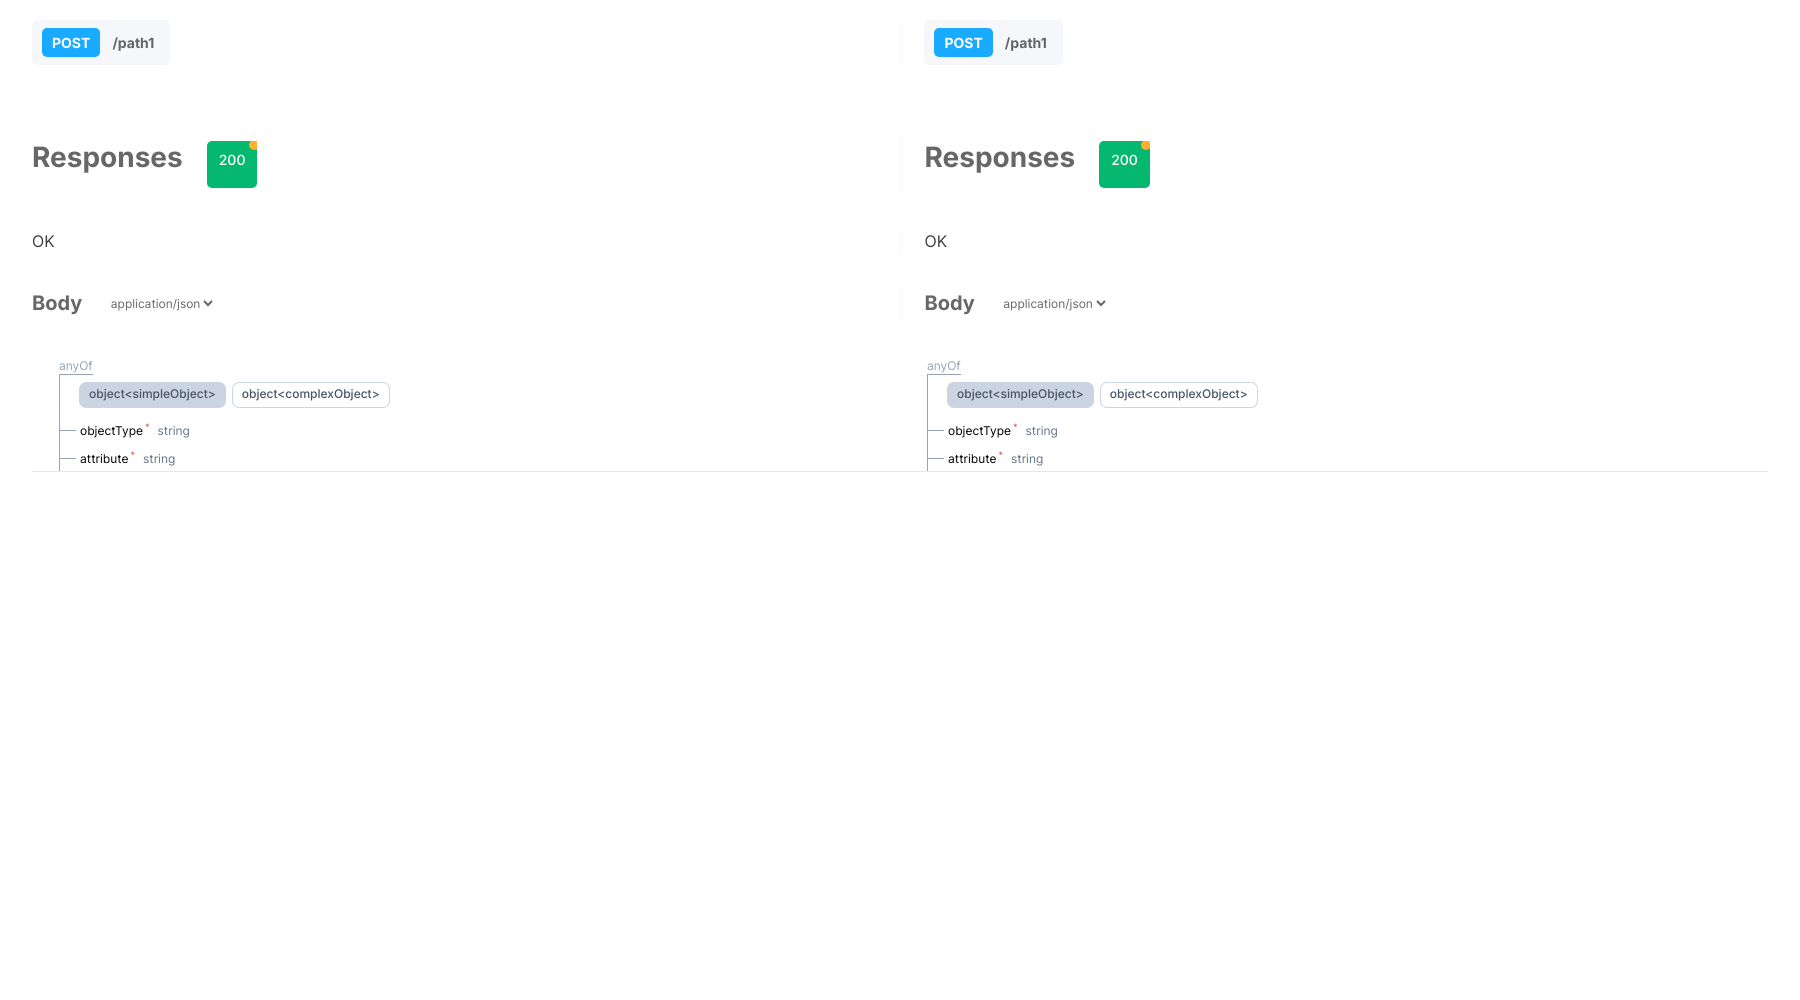 POST /path1 POST /path1
Responses 200 Responses 200
OK OK
Body application/json Body application/json
anyOf anyOf
object<simpleObject> object<complexObject> object<simpleObject> object<complexObject>
objectType* string objectType* string
attribute* string attribute* string